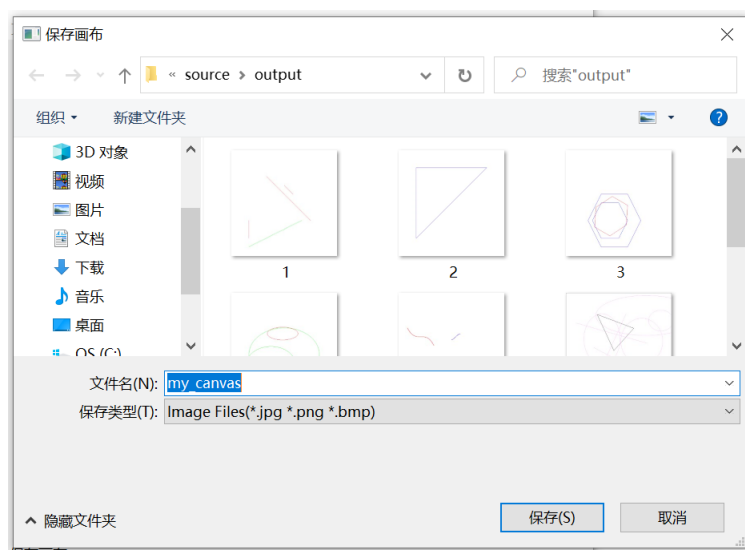 保存画布
« source › output
搜索"output"
组织
新建文件夹
3D 对象
视频
图片
文档
下载
音乐
桌面
OS (C:)
1
2
3
文件名(N):
my_canvas
保存类型(T):
Image Files(*.jpg *.png *.bmp)
隐藏文件夹
保存(S)
取消